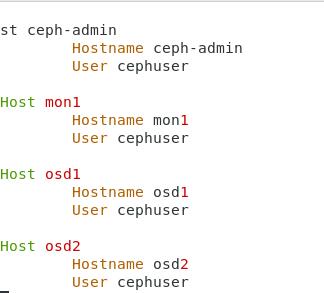 st ceph-admin
Hostname ceph-admin
User cephuser
Host mon1
Hostname mon1
User cephuser
Host osd1
Hostname osd1
User cephuser
Host osd2
Hostname osd2
User cephuser